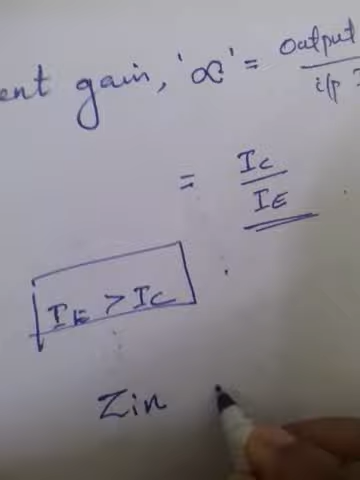 ent gain, 'α' = output
i/p
= IC
IE
IE > IC
Zin